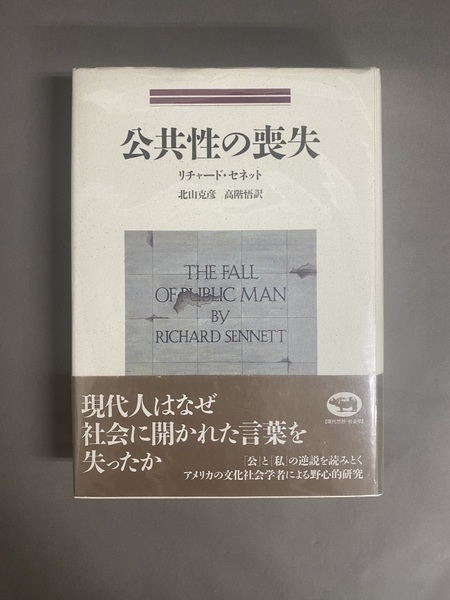 公共性の喪失
リチャード・セネット
北山克彦 高階悟訳
THE FALL
OF PUBLIC MAN
BY
RICHARD SENNETT
現代人はなぜ
社会に開かれた言葉を
失ったか
「公」と「私」の逆説を読みとく
アメリカの文化社会学者による野心的研究